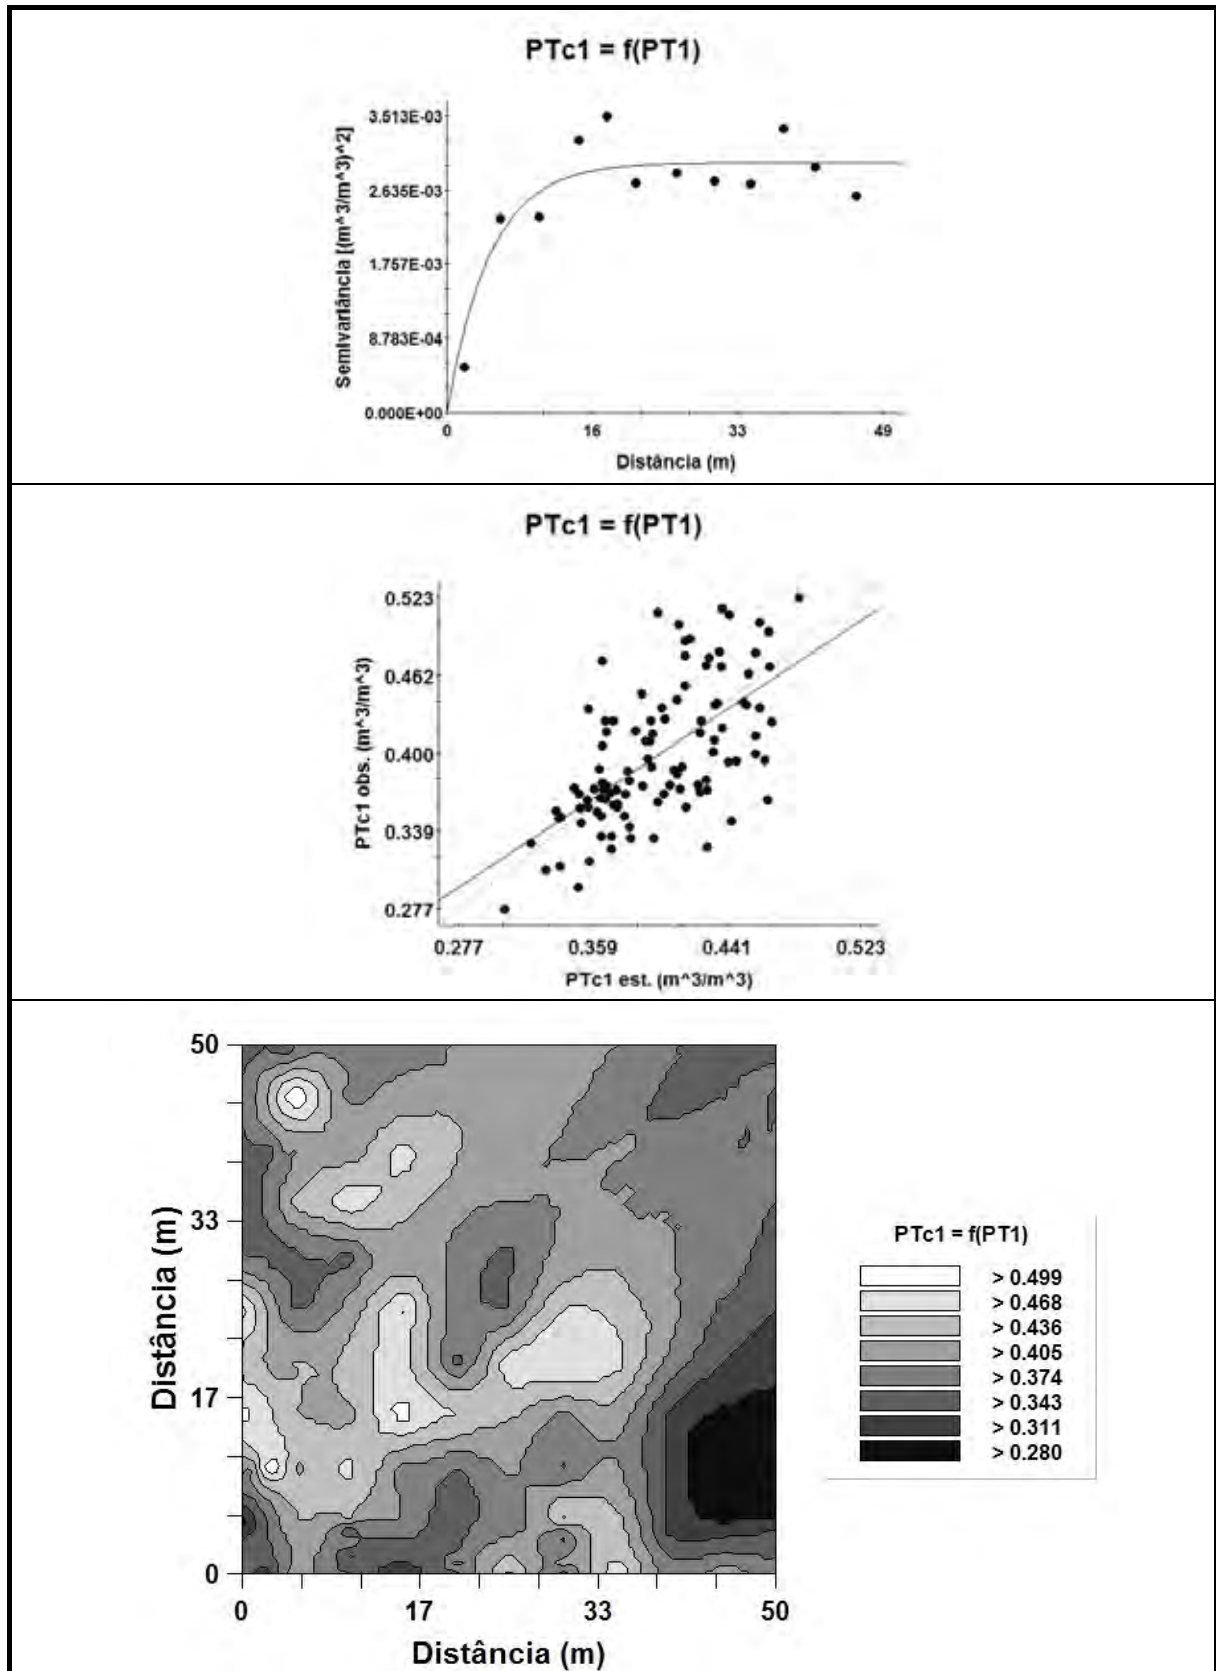 PTc1 = f(PT1)
Semivariância [(m^3/m^3)^2]
3.513E-03
2.635E-03
1.757E-03
8.783E-04
0.000E+00
0 16 33 49
Distância (m)
PTc1 = f(PT1)
PTc1 obs. (m^3/m^3)
0.523
0.462
0.400
0.339
0.277
0.277 0.359 0.441 0.523
PTc1 est. (m^3/m^3)
Distância (m)
50
33
17
0
0 17 33 50
Distância (m)
PTc1 = f(PT1)
> 0.499
> 0.468
> 0.436
> 0.405
> 0.374
> 0.343
> 0.311
> 0.280